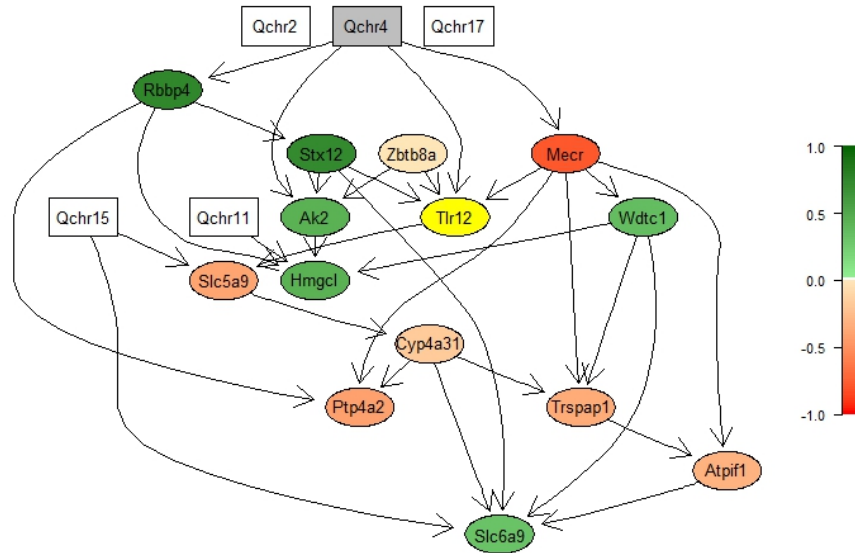 Qchr2 Qchr4 Qchr17
Rbbp4
Stx12 Zbtb8a Mecr
1.0
Qchr15 Qchr11 Ak2 Tlr12 Wdtc1
0.5
Slc5a9 Hmgcl
0.0
Cyp4a31
-0.5
Ptp4a2 Trspap1
-1.0
Atpif1
Slc6a9